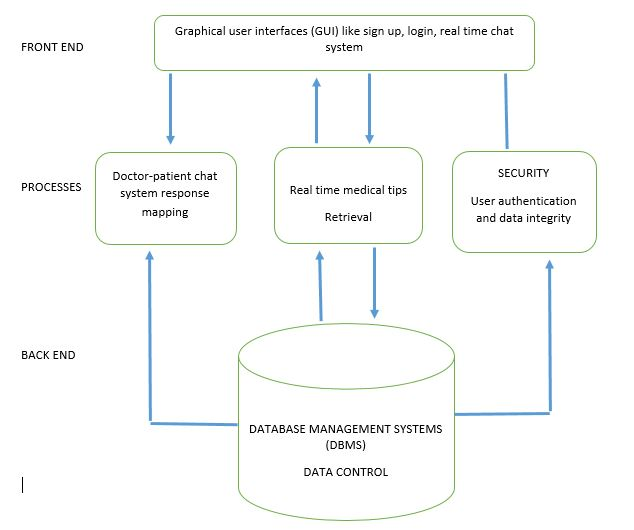 FRONT END
Graphical user interfaces (GUI) like sign up, login, real time chat
system
PROCESSES
Doctor-patient chat
system response
mapping
Real time medical tips
Retrieval
SECURITY
User authentication
and data integrity
BACK END
DATABASE MANAGEMENT SYSTEMS
(DBMS)
DATA CONTROL